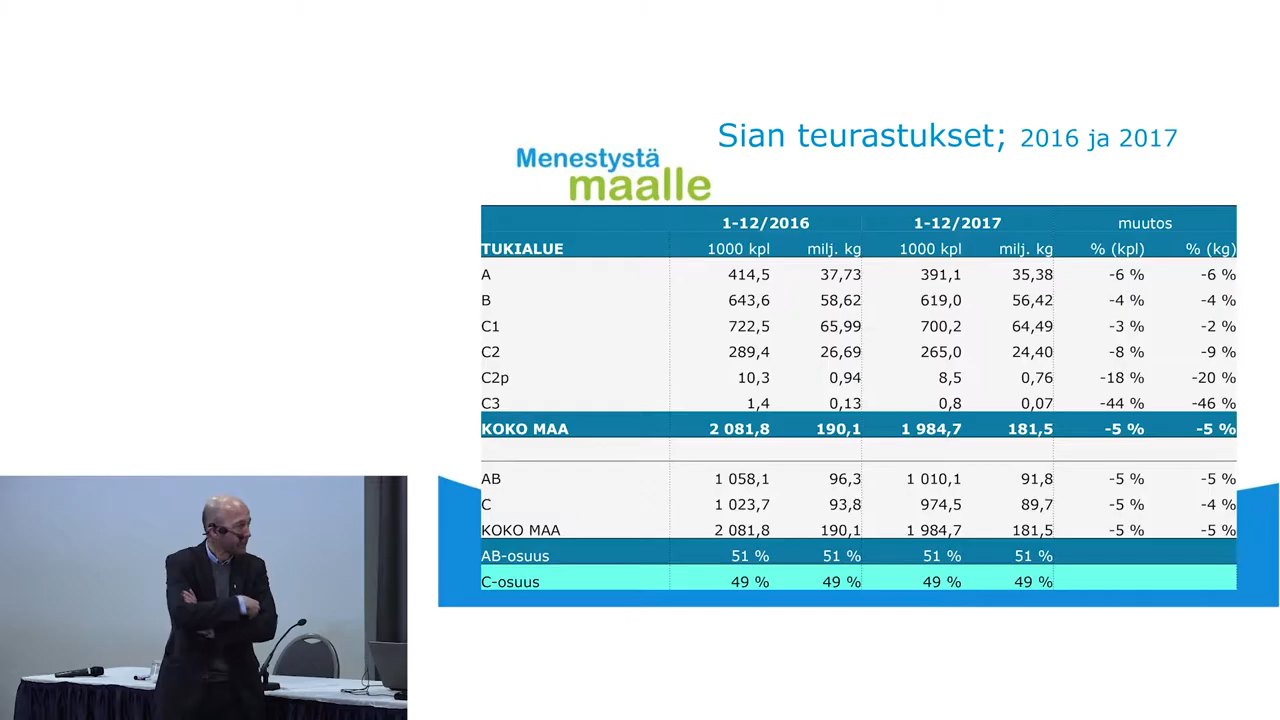 Sian teurastukset; 2016 ja 2017
Menestystä
maalle
1-12/2016 1-12/2017 muutos
TUKIALUE 1000 kpl milj. kg 1000 kpl milj. kg % (kpl) % (kg)
A 414,5 37,73 391,1 35,38 -6 % -6 %
B 643,6 58,62 619,0 56,42 -4 % -4 %
C1 722,5 65,99 700,2 64,49 -3 % -2 %
C2 289,4 26,69 265,0 24,40 -8 % -9 %
C2p 10,3 0,94 8,5 0,76 -18 % -20 %
C3 1,4 0,13 0,8 0,07 -44 % -46 %
KOKO MAA 2 081,8 190,1 1 984,7 181,5 -5 % -5 %
AB 1 058,1 96,3 1 010,1 91,8 -5 % -5 %
C 1 023,7 93,8 974,5 89,7 -5 % -4 %
KOKO MAA 2 081,8 190,1 1 984,7 181,5 -5 % -5 %
AB-osuus 51 % 51 % 51 % 51 %
C-osuus 49 % 49 % 49 % 49 %